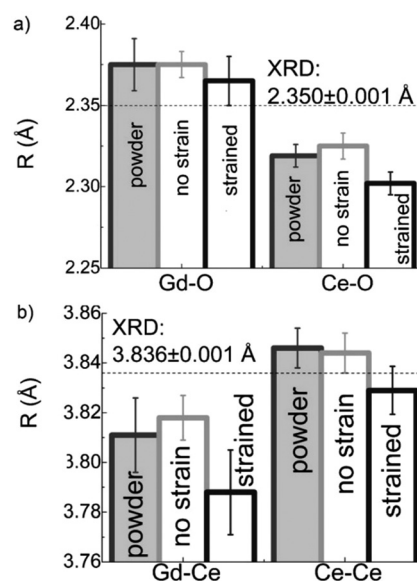 a)
2.40
2.35
2.30
2.25
R (Å)
XRD:
2.350±0.001 Å
powder
no strain
strained
powder
no strain
strained
Gd-O
Ce-O
b)
3.86
3.84
3.82
3.80
3.78
3.76
R (Å)
XRD:
3.836±0.001 Å
powder
no strain
strained
powder
no strain
strained
Gd-Ce
Ce-Ce